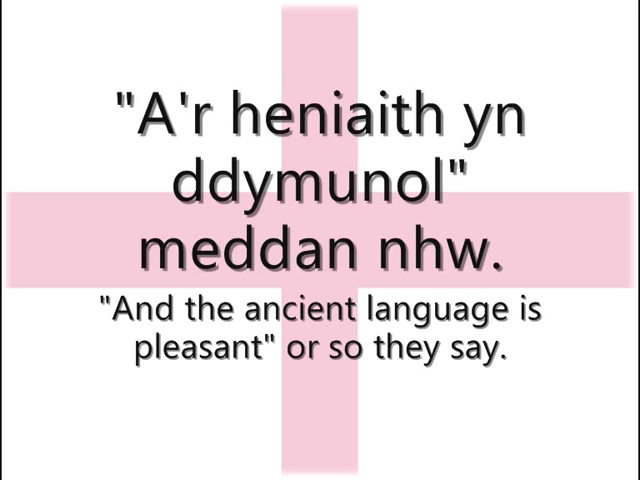 "A'r heniaith yn
ddymunol"
meddan nhw.
"And the ancient language is
pleasant" or so they say.